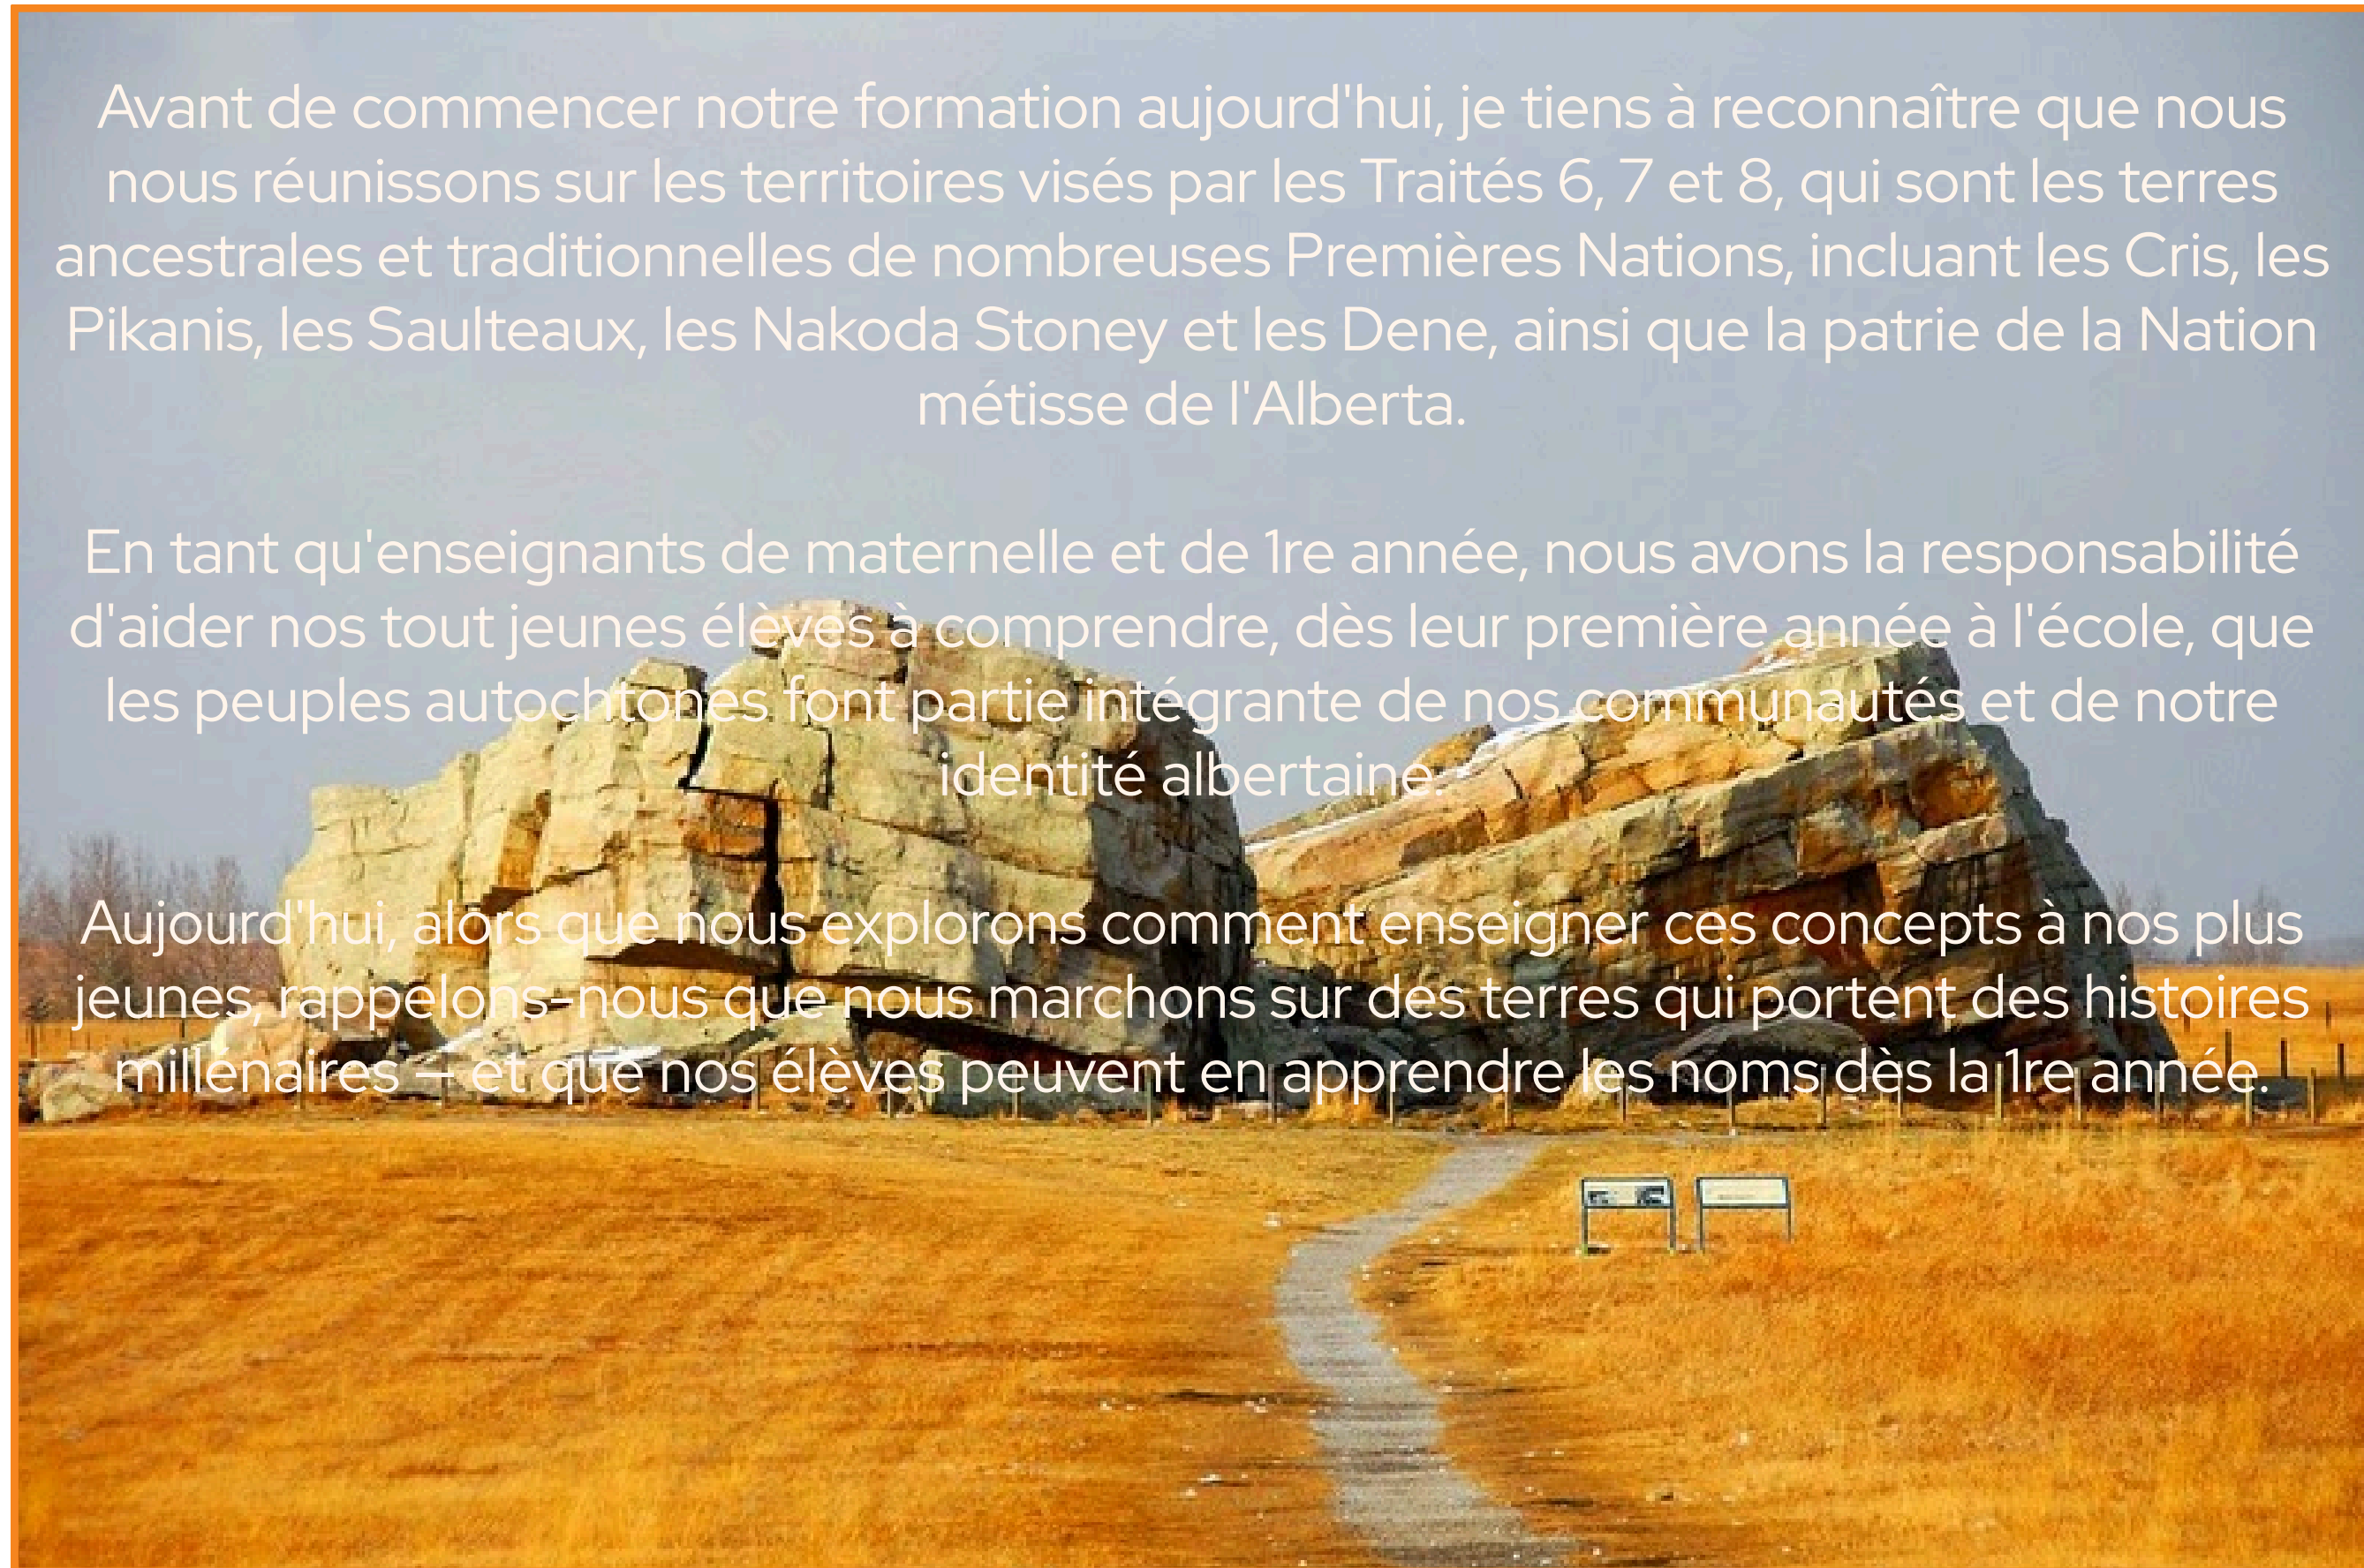 Avant de commencer notre formation aujourd'hui, je tiens à reconnaître que nous
nous réunissons sur les territoires visés par les Traités 6, 7 et 8, qui sont les terres
ancestrales et traditionnelles de nombreuses Premières Nations, incluant les Cris, les
Pikanis, les Saulteaux, les Nakoda Stoney et les Dene, ainsi que la patrie de la Nation
métisse de l'Alberta.
En tant qu'enseignants de maternelle et de 1re année, nous avons la responsabilité
d'aider nos tout jeunes élèves à comprendre, dès leur première année à l'école, que
les peuples autochtones font partie intégrante de nos communautés et de notre
identité albertaine.
Aujourd'hui, alors que nous explorons comment enseigner ces concepts à nos plus
jeunes, rappelons-nous que nous marchons sur des terres qui portent des histoires
millénaires — et que nos élèves peuvent en apprendre les noms dès la 1re année.